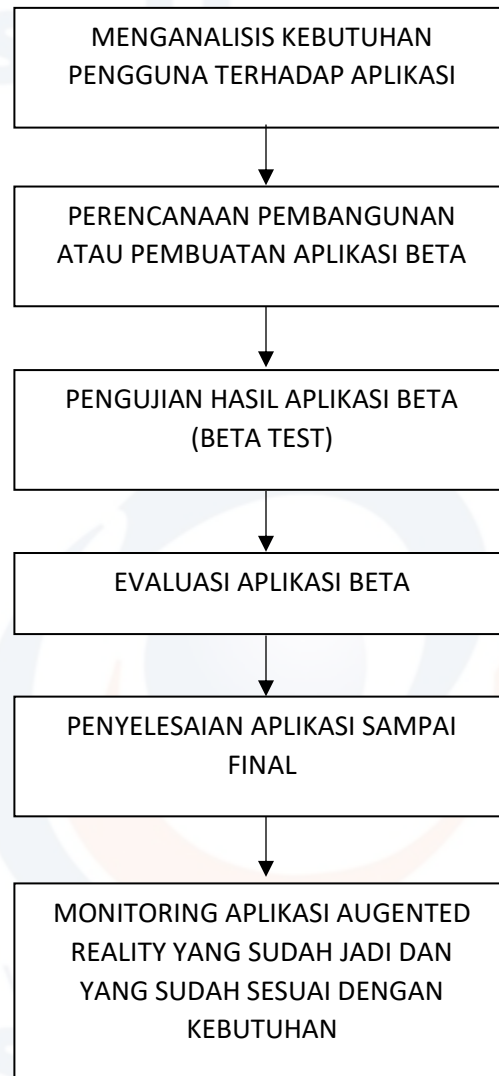 MENGANALISIS KEBUTUHAN
PENGGUNA TERHADAP APLIKASI
PERENCANAAN PEMBANGUNAN
ATAU PEMBUATAN APLIKASI BETA
PENGUJIAN HASIL APLIKASI BETA
(BETA TEST)
EVALUASI APLIKASI BETA
PENYELESAIAN APLIKASI SAMPAI
FINAL
MONITORING APLIKASI AUGENTED
REALITY YANG SUDAH JADI DAN
YANG SUDAH SESUAI DENGAN
KEBUTUHAN